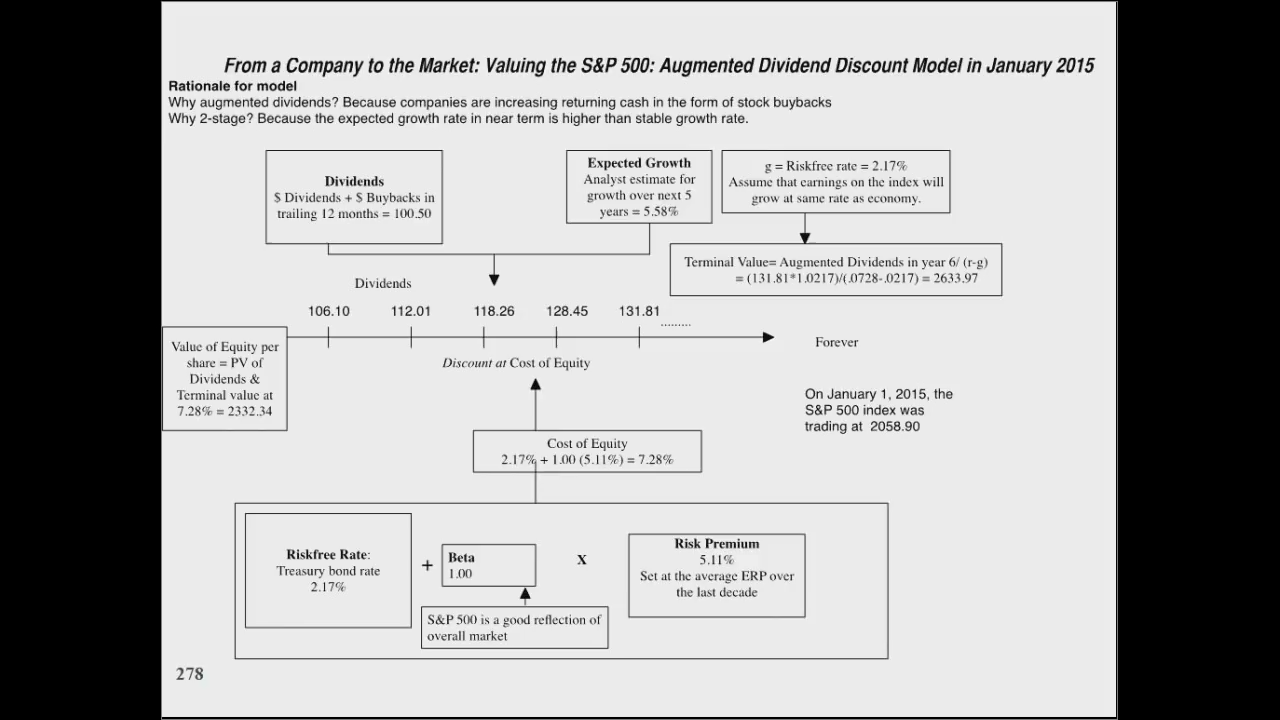 From a Company to the Market: Valuing the S&P 500: Augmented Dividend Discount Model in January 2015
Rationale for model
Why augmented dividends? Because companies are increasing returning cash in the form of stock buybacks
Why 2-stage? Because the expected growth rate in near term is higher than stable growth rate.
Dividends
$ Dividends + $ Buybacks in
trailing 12 months = 100.50
Expected Growth
Analyst estimate for
growth over next 5
years = 5.58%
g = Riskfree rate = 2.17%
Assume that earnings on the index will
grow at same rate as economy.
Terminal Value= Augmented Dividends in year 6/ (r-g)
= (131.81*1.0217)/(.0728-.0217) = 2633.97
Dividends
106.10 112.01 118.26 128.45 131.81
.........
Forever
Value of Equity per
share = PV of
Dividends &
Terminal value at
7.28% = 2332.34
Discount at Cost of Equity
On January 1, 2015, the
S&P 500 index was
trading at 2058.90
Cost of Equity
2.17% + 1.00 (5.11%) = 7.28%
Riskfree Rate:
Treasury bond rate
2.17%
+
Beta
1.00
X
Risk Premium
5.11%
Set at the average ERP over
the last decade
S&P 500 is a good reflection of
overall market
278